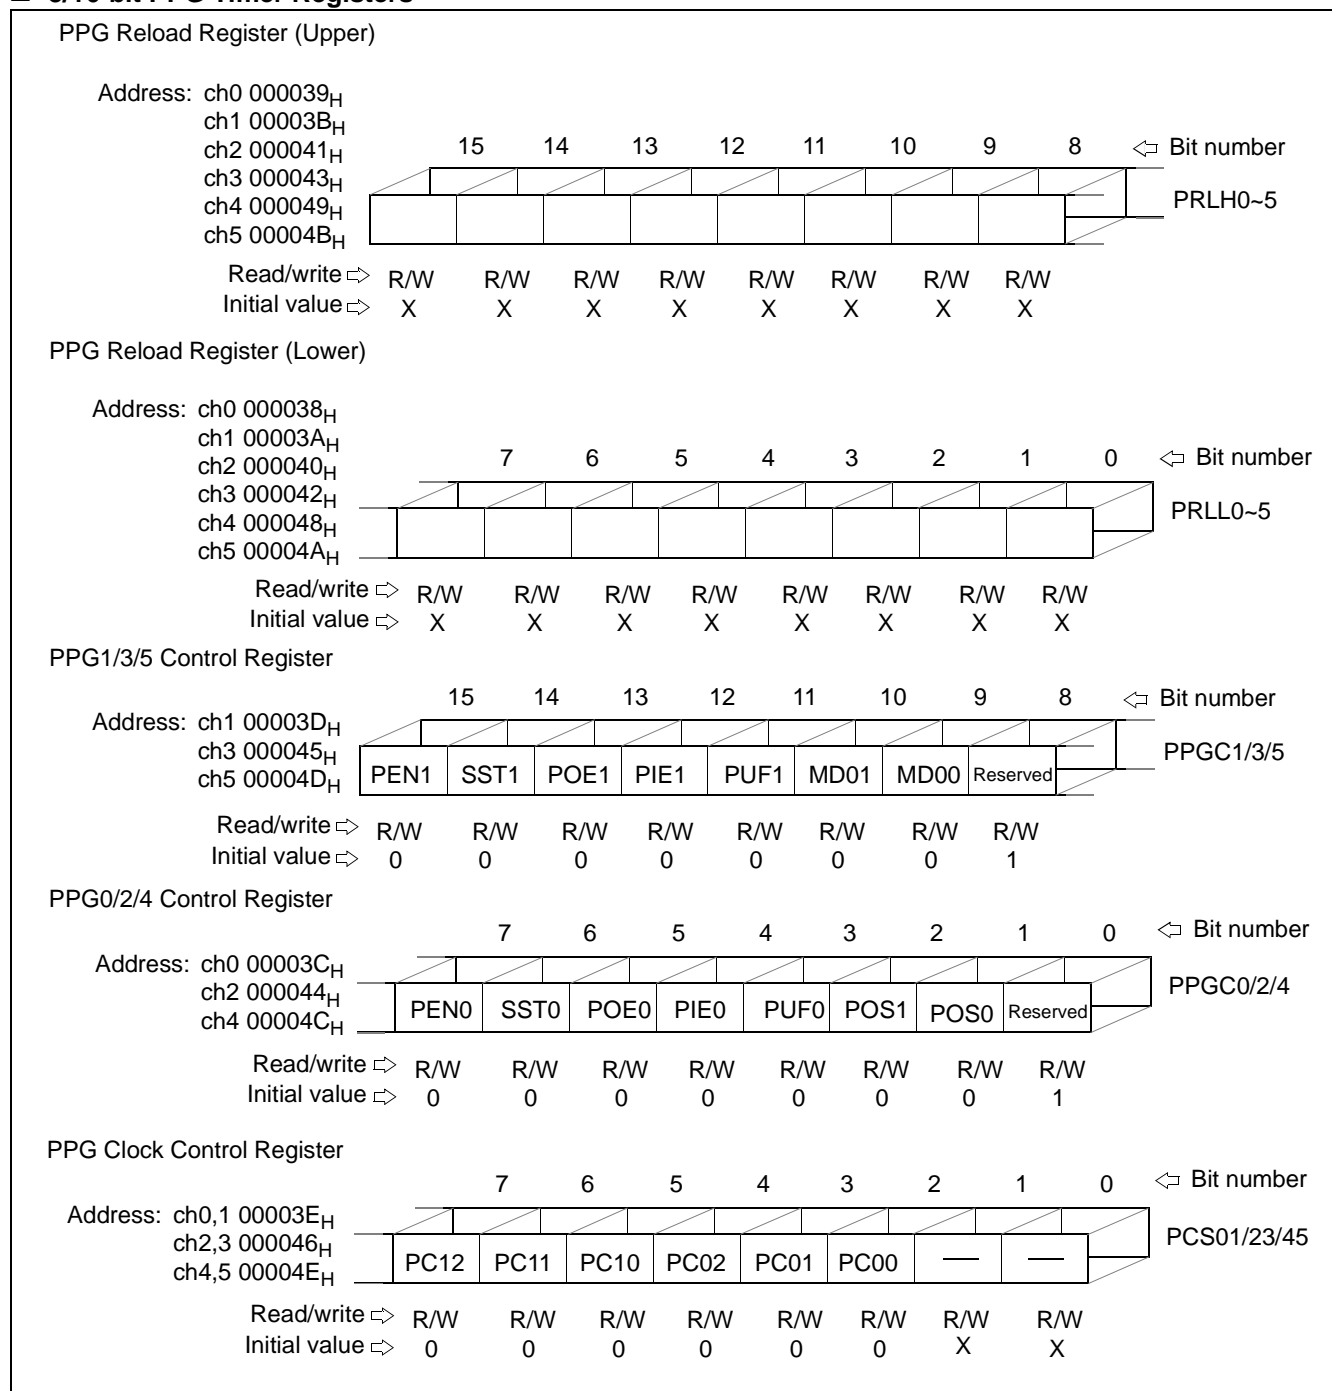 PPG Reload Register (Upper)
Address: ch0 000039H
ch1 00003BH
ch2 000041H
ch3 000043H
ch4 000049H
ch5 00004BH
15 14 13 12 11 10 9 8 Bit number
PRLH0~5
Read/write R/W R/W R/W R/W R/W R/W R/W R/W
Initial value X X X X X X X X
PPG Reload Register (Lower)
Address: ch0 000038H
ch1 00003AH
ch2 000040H
ch3 000042H
ch4 000048H
ch5 00004AH
7 6 5 4 3 2 1 0 Bit number
PRLL0~5
Read/write R/W R/W R/W R/W R/W R/W R/W R/W
Initial value X X X X X X X X
PPG1/3/5 Control Register
15 14 13 12 11 10 9 8 Bit number
Address: ch1 00003DH
ch3 000045H
ch5 00004DH
PEN1 SST1 POE1 PIE1 PUF1 MD01 MD00 Reserved
PPGC1/3/5
Read/write R/W R/W R/W R/W R/W R/W R/W R/W
Initial value 0 0 0 0 0 0 0 1
PPG0/2/4 Control Register
7 6 5 4 3 2 1 0 Bit number
Address: ch0 00003CH
ch2 000044H
ch4 00004CH
PEN0 SST0 POE0 PIE0 PUF0 POS1 POS0 Reserved
PPGC0/2/4
Read/write R/W R/W R/W R/W R/W R/W R/W R/W
Initial value 0 0 0 0 0 0 0 1
PPG Clock Control Register
7 6 5 4 3 2 1 0 Bit number
Address: ch0,1 00003EH
ch2,3 000046H
ch4,5 00004EH
PC12 PC11 PC10 PC02 PC01 PC00 — —
PCS01/23/45
Read/write R/W R/W R/W R/W R/W R/W R/W R/W
Initial value 0 0 0 0 0 0 X X